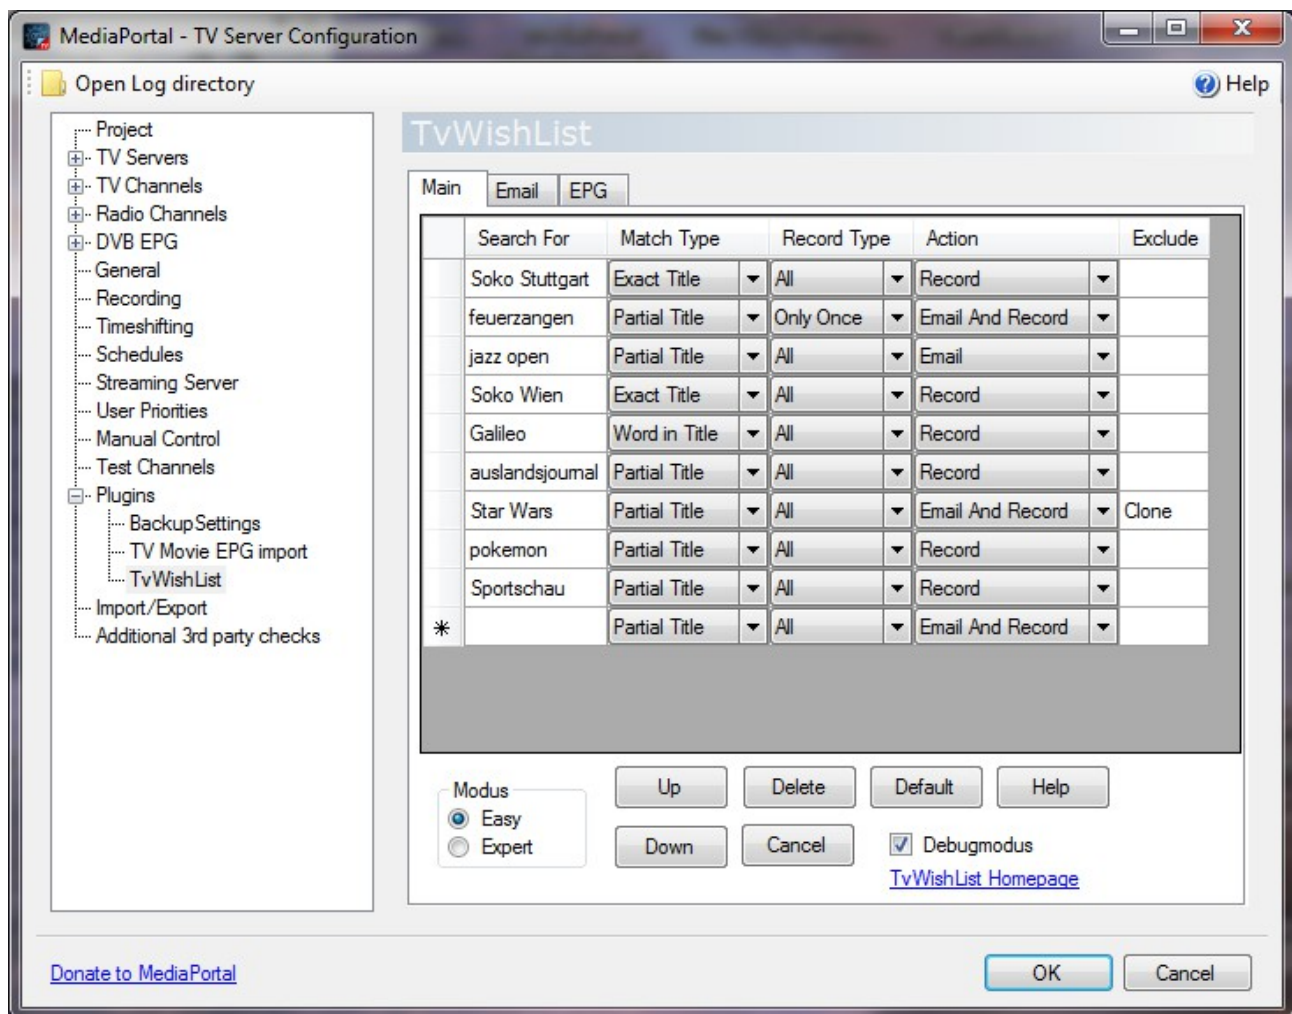 MediaPortal - TV Server Configuration
Open Log directory
Help
Project
TV Servers
TV Channels
Radio Channels
DVB EPG
General
Recording
Timeshifting
Schedules
Streaming Server
User Priorities
Manual Control
Test Channels
Plugins
BackupSettings
TV Movie EPG import
TvWishList
Import/Export
Additional 3rd party checks
TvWishList
Main Email EPG
Search For Match Type Record Type Action Exclude
Soko Stuttgart Exact Title All Record
feuerzangen Partial Title Only Once Email And Record
jazz open Partial Title All Email
Soko Wien Exact Title All Record
Galileo Word in Title All Record
auslandsjournal Partial Title All Record
Star Wars Partial Title All Email And Record Clone
pokemon Partial Title All Record
Sportschau Partial Title All Record
Partial Title All Email And Record
Modus
Easy
Expert
Up Delete Default Help
Down Cancel Debugmodus
TvWishList Homepage
Donate to MediaPortal
OK Cancel